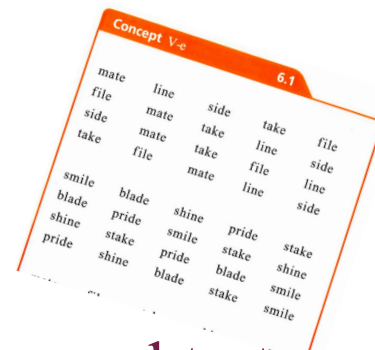 Concept V-e 6.1
mate line side take file
file mate take line side
side mate take file line
take file mate line side
smile blade shine pride stake
blade pride smile stake shine
shine stake pride blade smile
pride shine blade stake smile